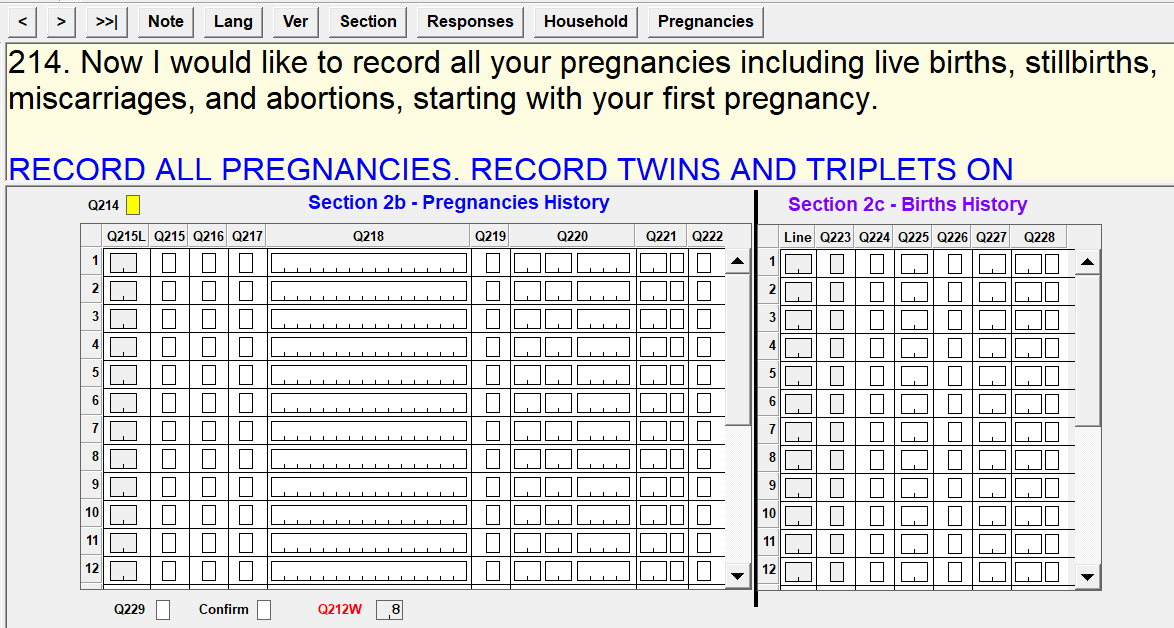 < > >>| Note Lang Ver Section Responses Household Pregnancies
214. Now I would like to record all your pregnancies including live births, stillbirths,
miscarriages, and abortions, starting with your first pregnancy.
RECORD ALL PREGNANCIES. RECORD TWINS AND TRIPLETS ON
Q214 Section 2b - Pregnancies History Section 2c - Births History
Q215L Q215 Q216 Q217 Q218 Q219 Q220 Q221 Q222 Line Q223 Q224 Q225 Q226 Q227 Q228
1 1
2 2
3 3
4 4
5 5
6 6
7 7
8 8
9 9
10 10
11 11
12 12
Q229 Confirm Q212W 8